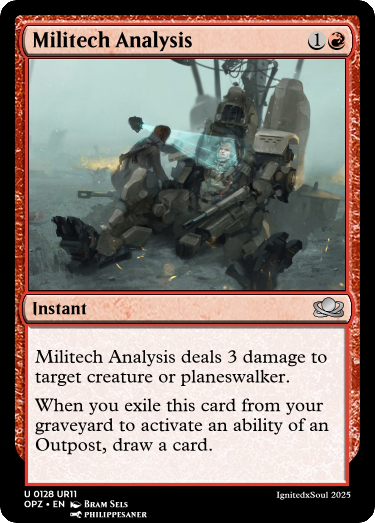 Militech Analysis 1
Instant
Militech Analysis deals 3 damage to
target creature or planeswalker.
When you exile this card from your
graveyard to activate an ability of an
Outpost, draw a card.
U 0128 UR11
OPZ • EN Bram Sels
philippesaner
IgnitedxSoul 2025